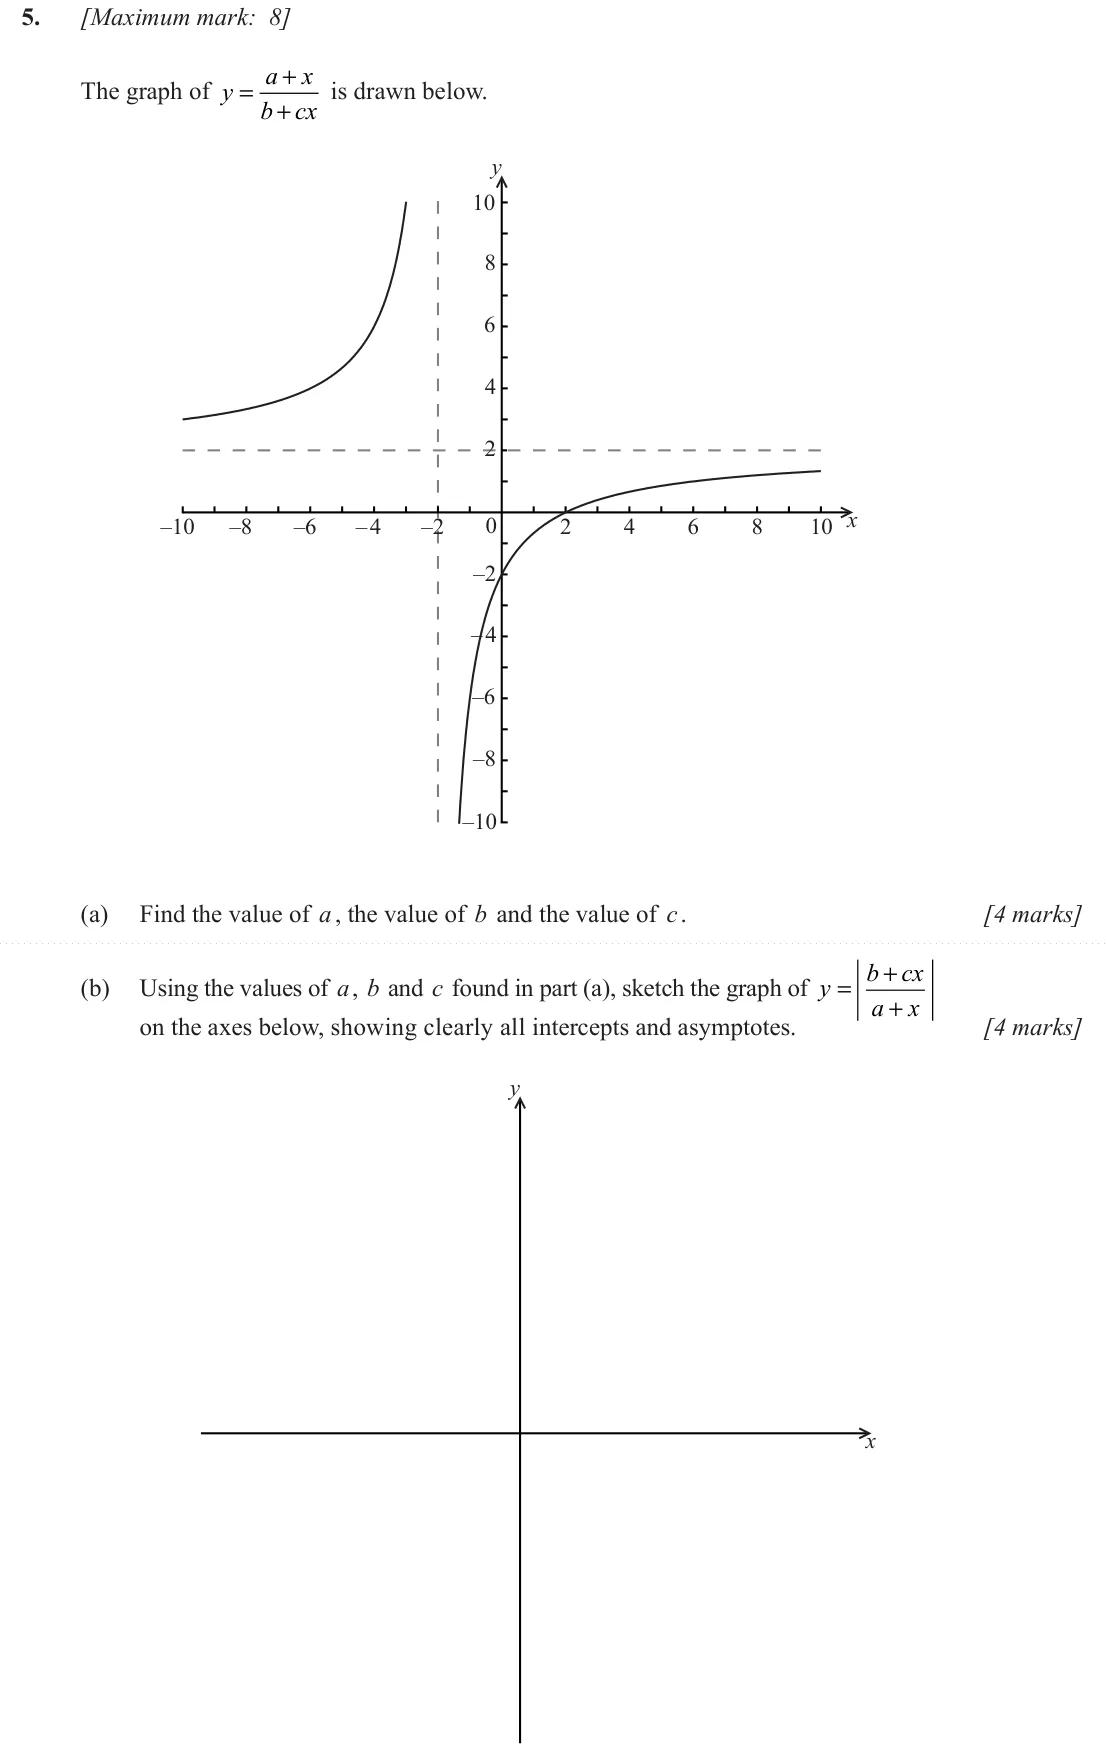 5. [Maximum mark: 8]
The graph of y = (a + x)/(b + cx) is drawn below.
y
10
8
6
4
2
–10 –8 –6 –4 –2 0 2 4 6 8 10 x
–2
–4
–6
–8
–10
(a) Find the value of a, the value of b and the value of c. [4 marks]
(b) Using the values of a, b and c found in part (a), sketch the graph of y = |(b + cx)/(a + x)|
on the axes below, showing clearly all intercepts and asymptotes. [4 marks]
y
x